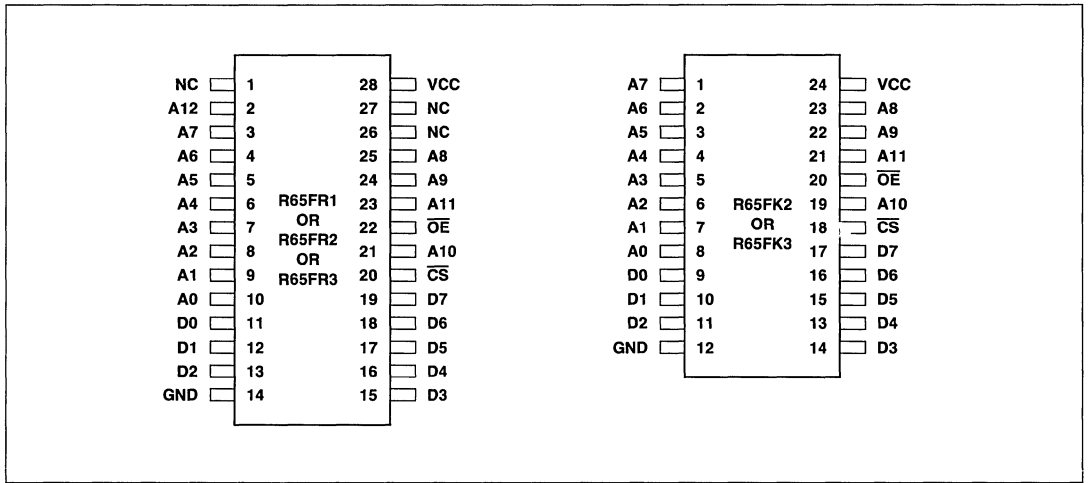 NC 1 28 VCC
A12 2 27 NC
A7 3 26 NC
A6 4 25 A8
A5 5 24 A9
A4 6 23 A11
A3 7 22 OE
A2 8 21 A10
A1 9 20 CS
A0 10 19 D7
D0 11 18 D6
D1 12 17 D5
D2 13 16 D4
GND 14 15 D3
R65FR1
OR
R65FR2
OR
R65FR3
A7 1 24 VCC
A6 2 23 A8
A5 3 22 A9
A4 4 21 A11
A3 5 20 OE
A2 6 19 A10
A1 7 18 CS
A0 8 17 D7
D0 9 16 D6
D1 10 15 D5
D2 11 13 D4
GND 12 14 D3
R65FK2
OR
R65FK3